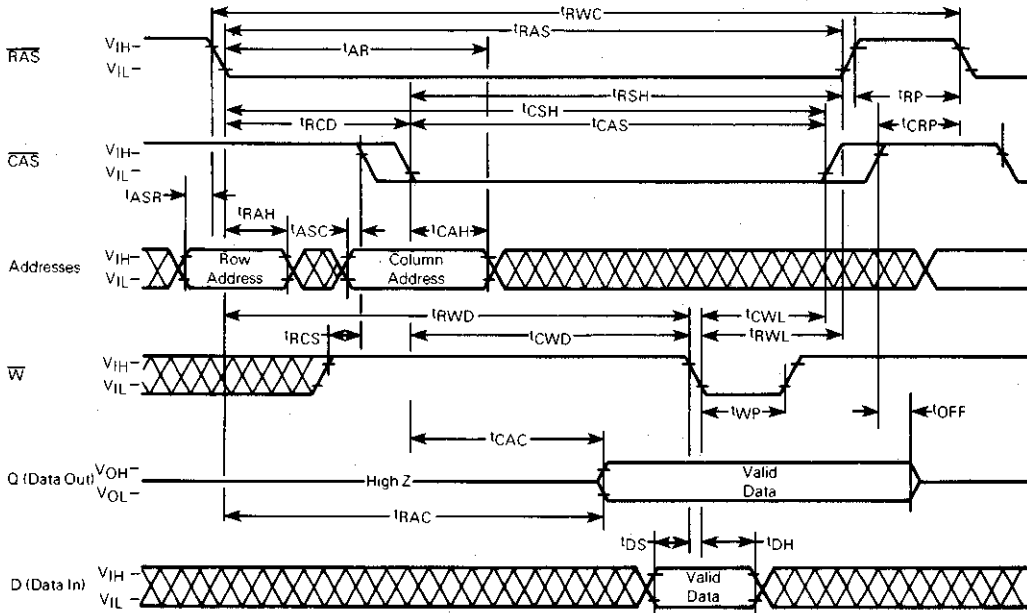 tRWC
tRAS
RAS
VIH
VIL
tAR
tRSH
tRP
tCSH
tRCD
tCAS
tCRP
CAS
VIH
VIL
tASR
tRAH
tASC
tCAH
Addresses
VIH
VIL
Row
Address
Column
Address
tRWD
tCWL
tRCS
tCWD
tRWL
W
VIH
VIL
tWP
tOFF
tCAC
Q (Data Out)
VOH
VOL
High Z
Valid
Data
tRAC
tDS
tDH
D (Data In)
VIH
VIL
Valid
Data